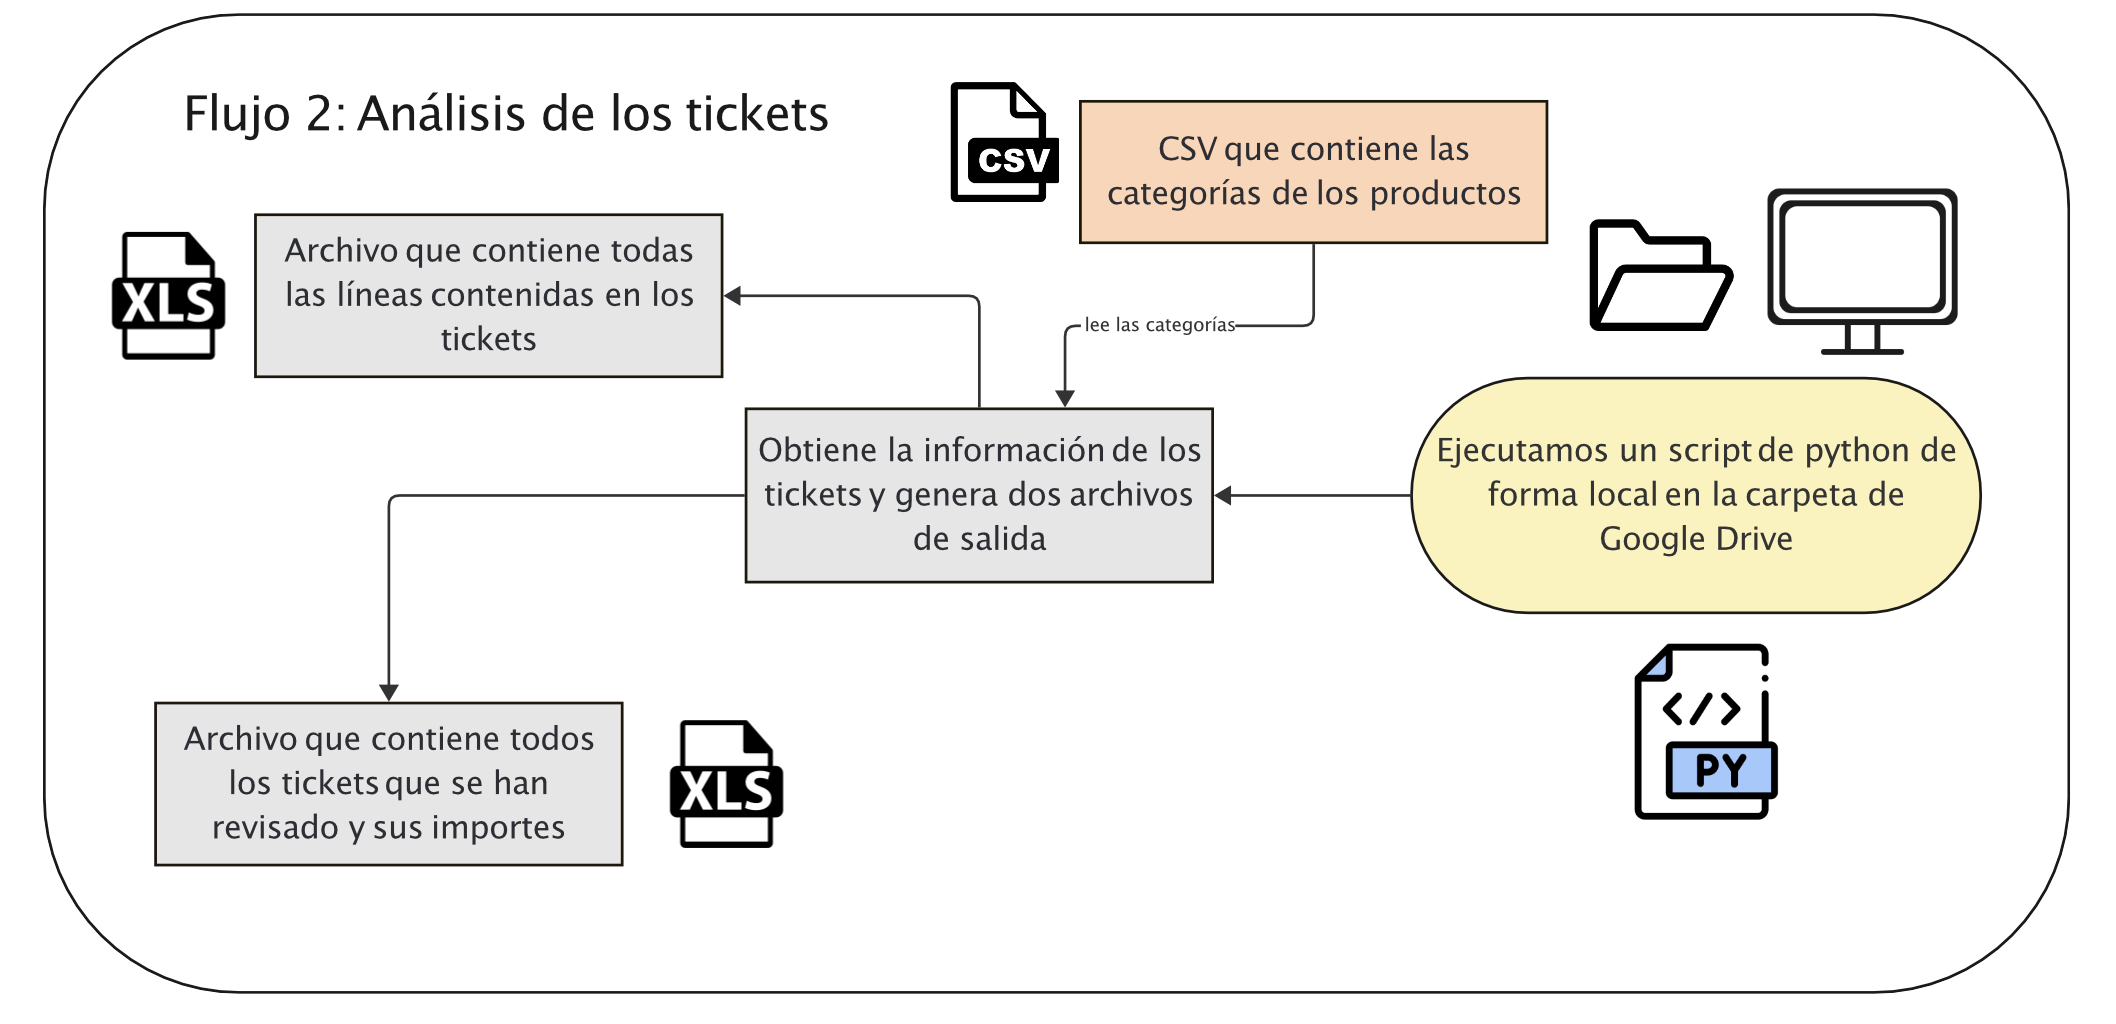 Flujo 2: Análisis de los tickets
CSV
CSV que contiene las
categorías de los productos
XLS
Archivo que contiene todas
las líneas contenidas en los
tickets
lee las categorías
Obtiene la información de los
tickets y genera dos archivos
de salida
Ejecutamos un script de python de
forma local en la carpeta de
Google Drive
</>
PY
Archivo que contiene todos
los tickets que se han
revisado y sus importes
XLS